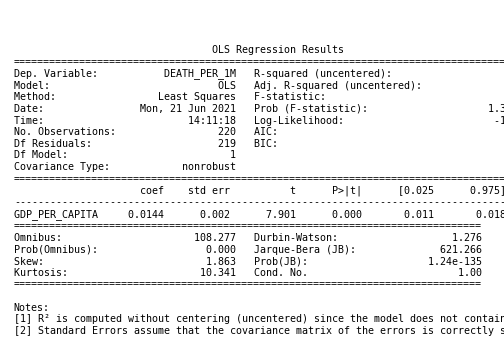 OLS Regression Results
==============================================================================
Dep. Variable: DEATH_PER_1M R-squared (uncentered):
Model: OLS Adj. R-squared (uncentered):
Method: Least Squares F-statistic:
Date: Mon, 21 Jun 2021 Prob (F-statistic): 1.3
Time: 14:11:18 Log-Likelihood: -1
No. Observations: 220 AIC:
Df Residuals: 219 BIC:
Df Model: 1
Covariance Type: nonrobust
==============================================================================
coef std err t P>|t| [0.025 0.975]
------------------------------------------------------------------------------
GDP_PER_CAPITA 0.0144 0.002 7.901 0.000 0.011 0.018
==============================================================================
Omnibus: 108.277 Durbin-Watson: 1.276
Prob(Omnibus): 0.000 Jarque-Bera (JB): 621.266
Skew: 1.863 Prob(JB): 1.24e-135
Kurtosis: 10.341 Cond. No. 1.00
==============================================================================
Notes:
[1] R² is computed without centering (uncentered) since the model does not contain
[2] Standard Errors assume that the covariance matrix of the errors is correctly s